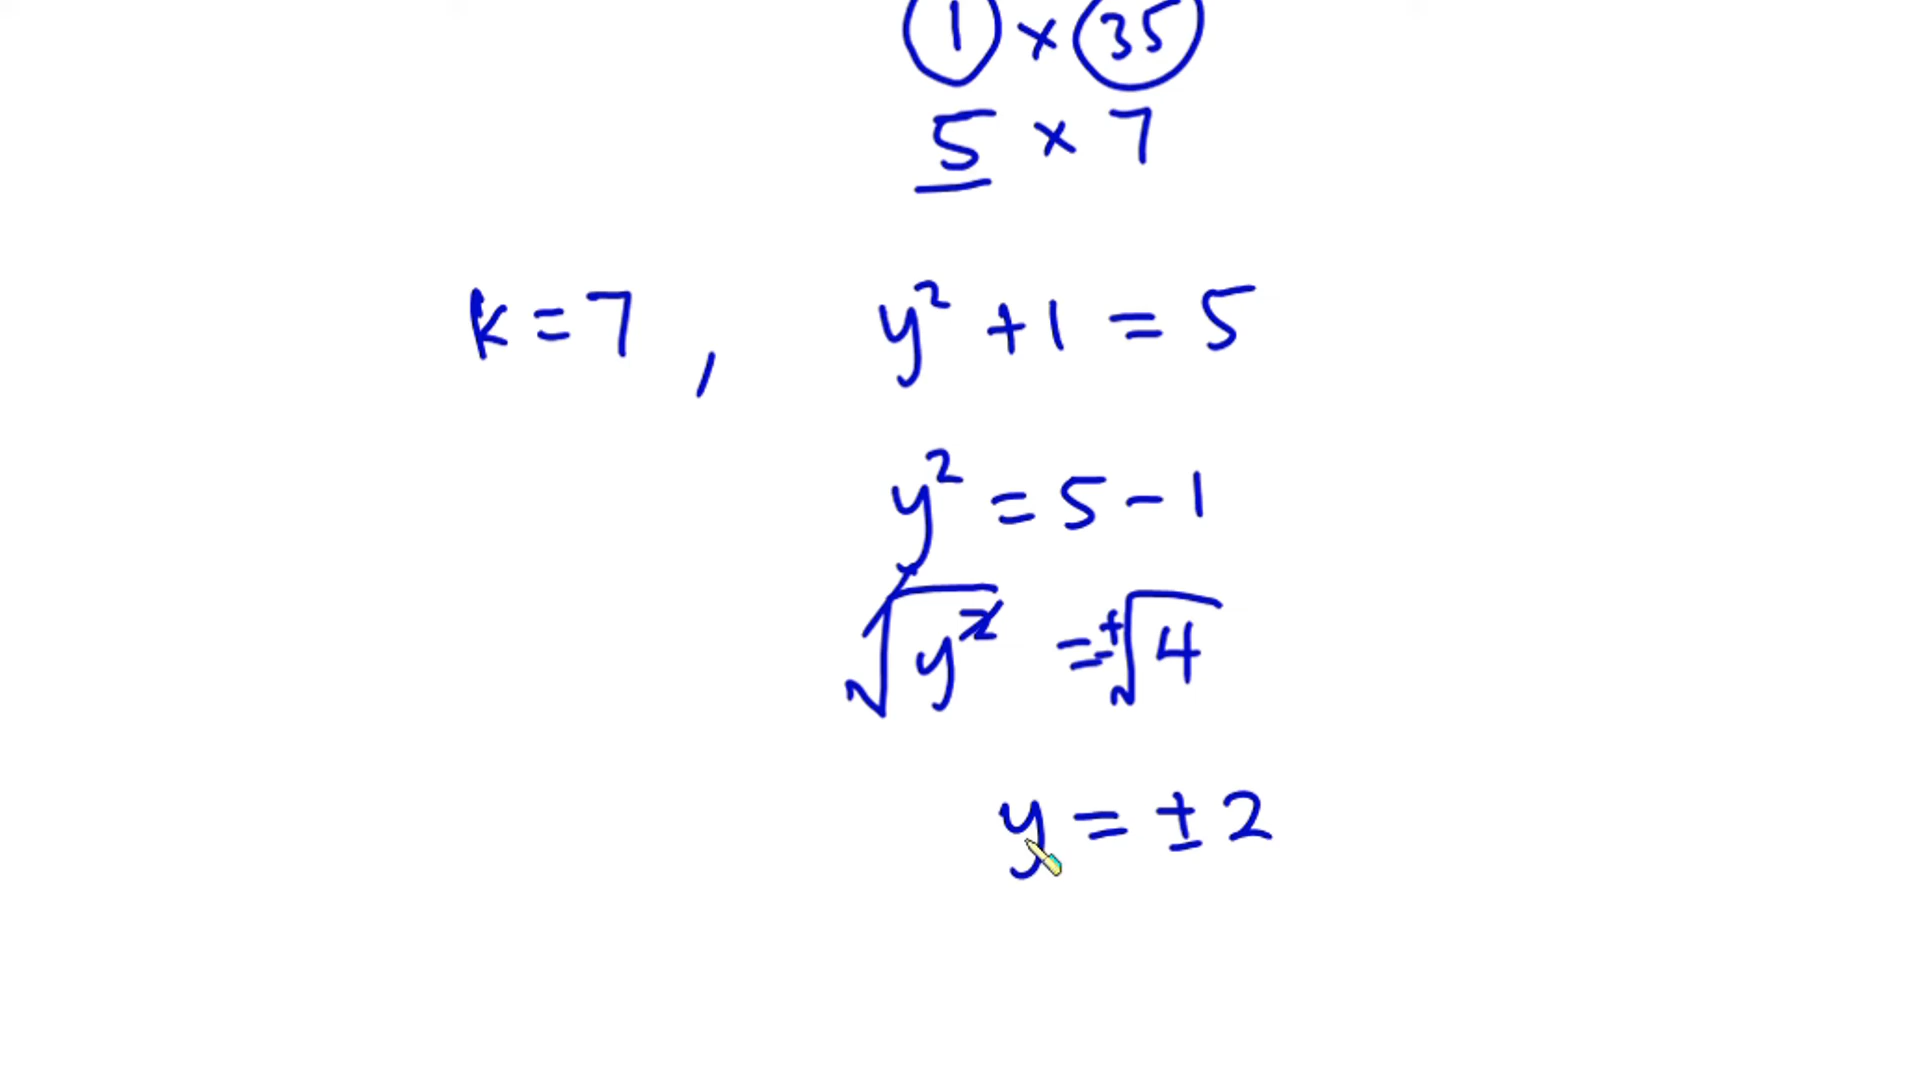 1 × 35
5 × 7
k = 7 , y² + 1 = 5
y² = 5 - 1
√y² = ±√4
y = ± 2